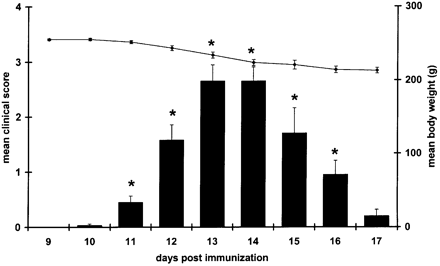 4
3
2
1
0
mean clinical score
300
200
100
0
mean body weight (g)
* * * * * *
9 10 11 12 13 14 15 16 17
days post immunization